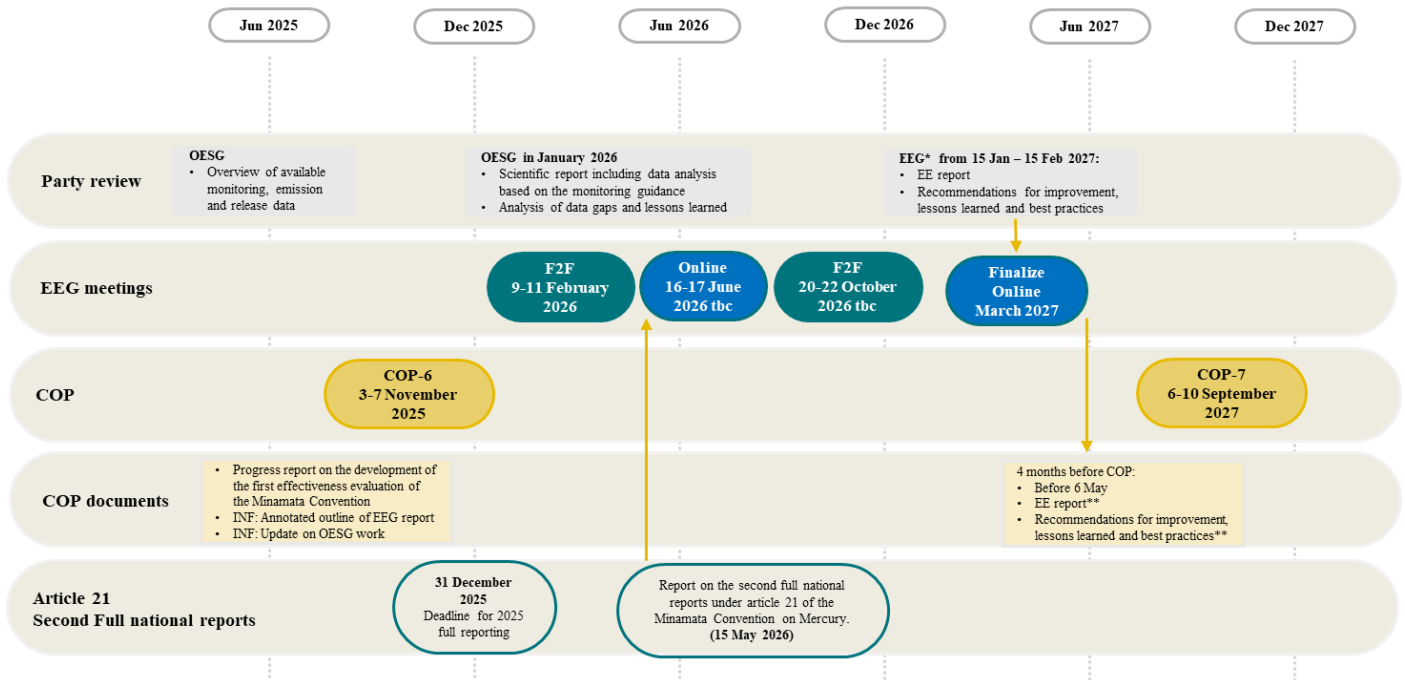 Jun 2025
Dec 2025
Jun 2026
Dec 2026
Jun 2027
Dec 2027
Party review
OESG
• Overview of available
monitoring, emission
and release data
OESG in January 2026
• Scientific report including data analysis
based on the monitoring guidance
• Analysis of data gaps and lessons learned
EEG* from 15 Jan – 15 Feb 2027:
• EE report
• Recommendations for improvement,
lessons learned and best practices
EEG meetings
F2F
9-11 February
2026
Online
16-17 June
2026 tbc
F2F
20-22 October
2026 tbc
Finalize
Online
March 2027
COP
COP-6
3-7 November
2025
COP-7
6-10 September
2027
COP documents
• Progress report on the development of
the first effectiveness evaluation of
the Minamata Convention
• INF: Annotated outline of EEG report
• INF: Update on OESG work
4 months before COP:
• Before 6 May
• EE report**
• Recommendations for improvement,
lessons learned and best practices**
Article 21
Second Full national reports
31 December
2025
Deadline for 2025
full reporting
Report on the second full national
reports under article 21 of the
Minamata Convention on Mercury.
(15 May 2026)